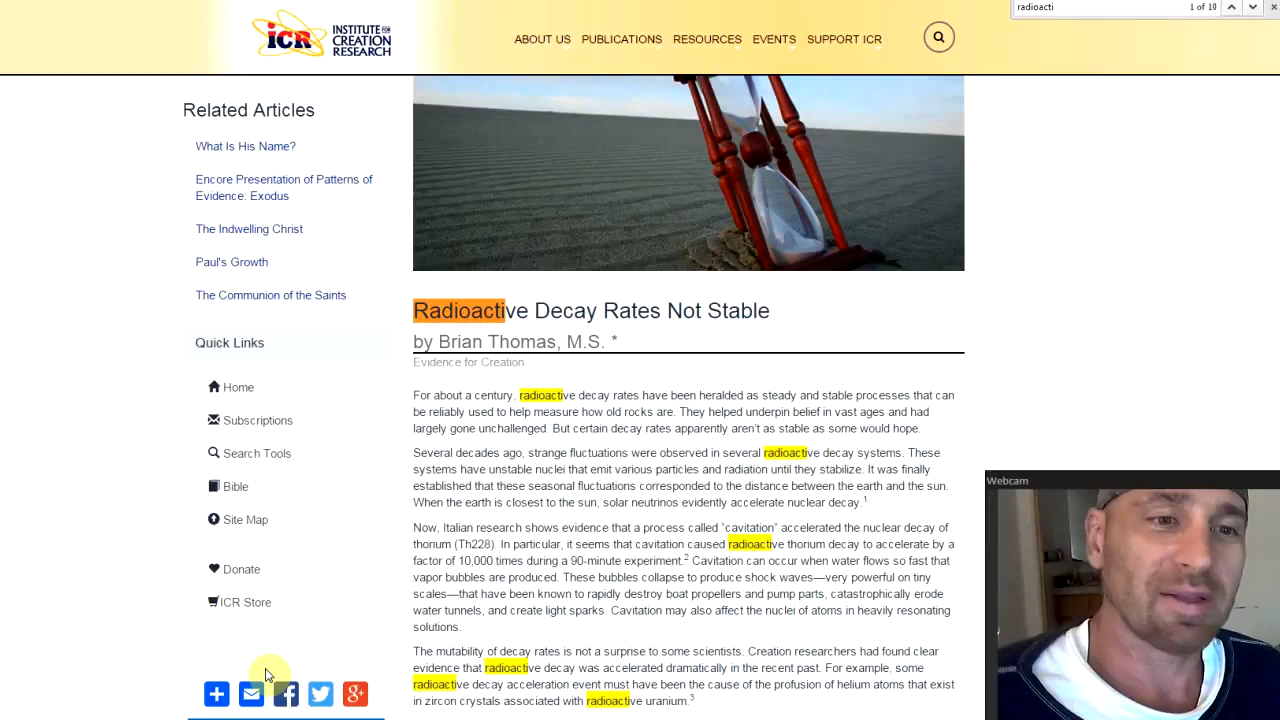 radioacti
1 of 10
ICR
INSTITUTE FOR
CREATION
RESEARCH
ABOUT US
PUBLICATIONS
RESOURCES
EVENTS
SUPPORT ICR
Related Articles
What Is His Name?
Encore Presentation of Patterns of
Evidence: Exodus
The Indwelling Christ
Paul's Growth
The Communion of the Saints
Quick Links
Home
Subscriptions
Search Tools
Bible
Site Map
Donate
ICR Store
Radioactive Decay Rates Not Stable
by Brian Thomas, M.S. *
Evidence for Creation
For about a century, radioactive decay rates have been heralded as steady and stable processes that can
be reliably used to help measure how old rocks are. They helped underpin belief in vast ages and had
largely gone unchallenged. But certain decay rates apparently aren't as stable as some would hope.
Several decades ago, strange fluctuations were observed in several radioactive decay systems. These
systems have unstable nuclei that emit various particles and radiation until they stabilize. It was finally
established that these seasonal fluctuations corresponded to the distance between the earth and the sun.
When the earth is closest to the sun, solar neutrinos evidently accelerate nuclear decay.1
Now, Italian research shows evidence that a process called “cavitation” accelerated the nuclear decay of
thorium (Th228). In particular, it seems that cavitation caused radioactive thorium decay to accelerate by a
factor of 10,000 times during a 90-minute experiment.2 Cavitation can occur when water flows so fast that
vapor bubbles are produced. These bubbles collapse to produce shock waves—very powerful on tiny
scales—that have been known to rapidly destroy boat propellers and pump parts, catastrophically erode
water tunnels, and create light sparks. Cavitation may also affect the nuclei of atoms in heavily resonating
solutions.
The mutability of decay rates is not a surprise to some scientists. Creation researchers had found clear
evidence that radioactive decay was accelerated dramatically in the recent past. For example, some
radioactive decay acceleration event must have been the cause of the profusion of helium atoms that exist
in zircon crystals associated with radioactive uranium.3
Webcam